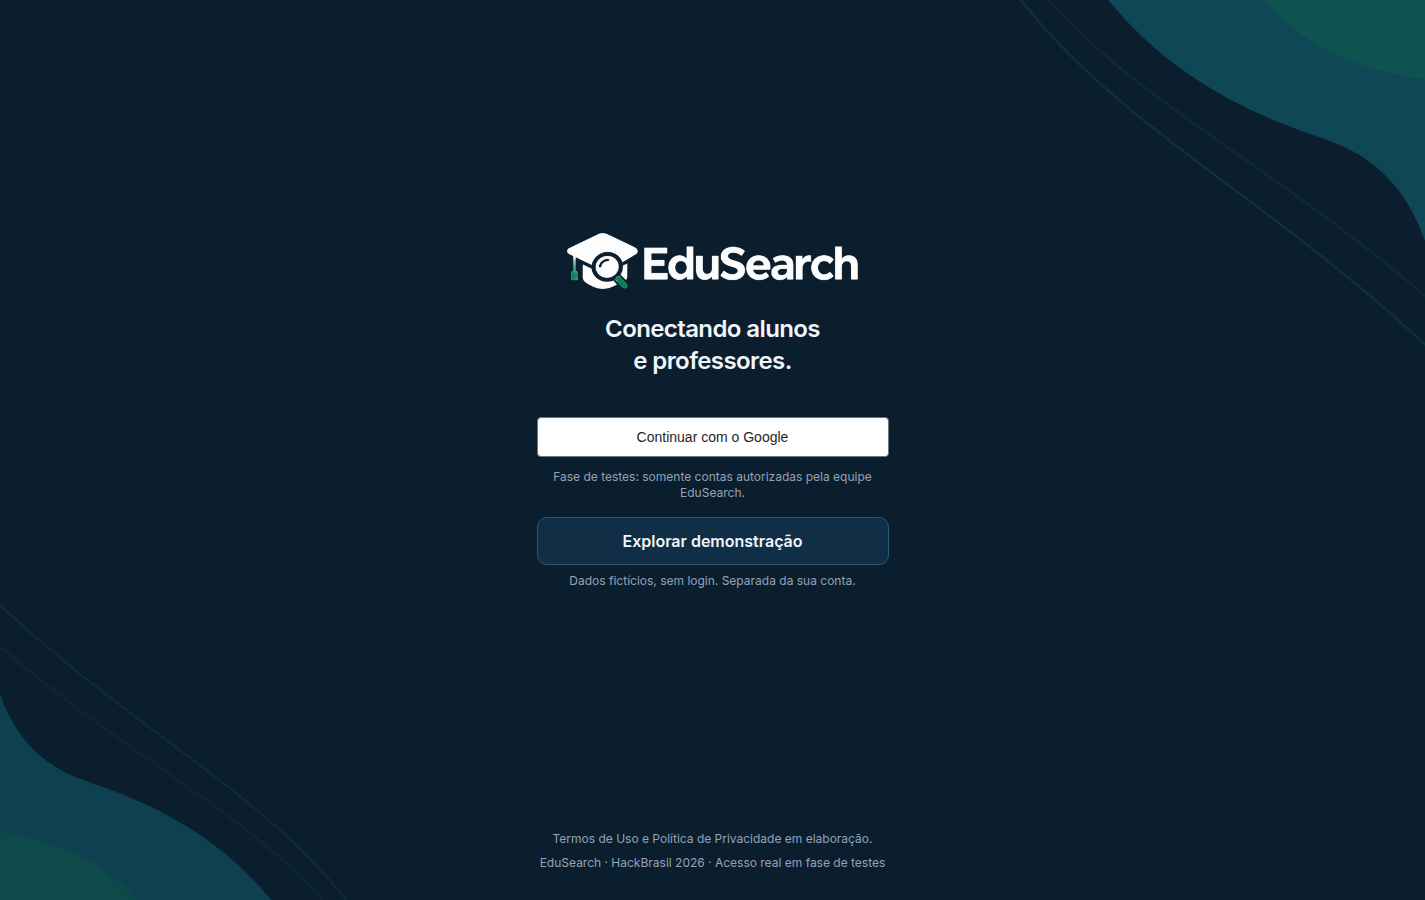 EduSearch
Conectando alunos
e professores.
Continuar com o Google
Fase de testes: somente contas autorizadas pela equipe
EduSearch.
Explorar demonstração
Dados fictícios, sem login. Separada da sua conta.
Termos de Uso e Política de Privacidade em elaboração.
EduSearch · HackBrasil 2026 · Acesso real em fase de testes